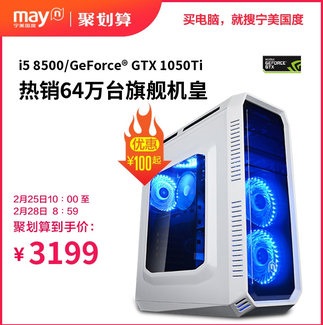 mayn
宁美国度
聚划算
买电脑，就搜宁美国度
i5 8500/GeForce® GTX 1050Ti
热销64万台旗舰机皇
GEFORCE
GTX
优惠
¥100起
2月25日10：00 至
2月28日 8：59
聚划算到手价：
¥3199